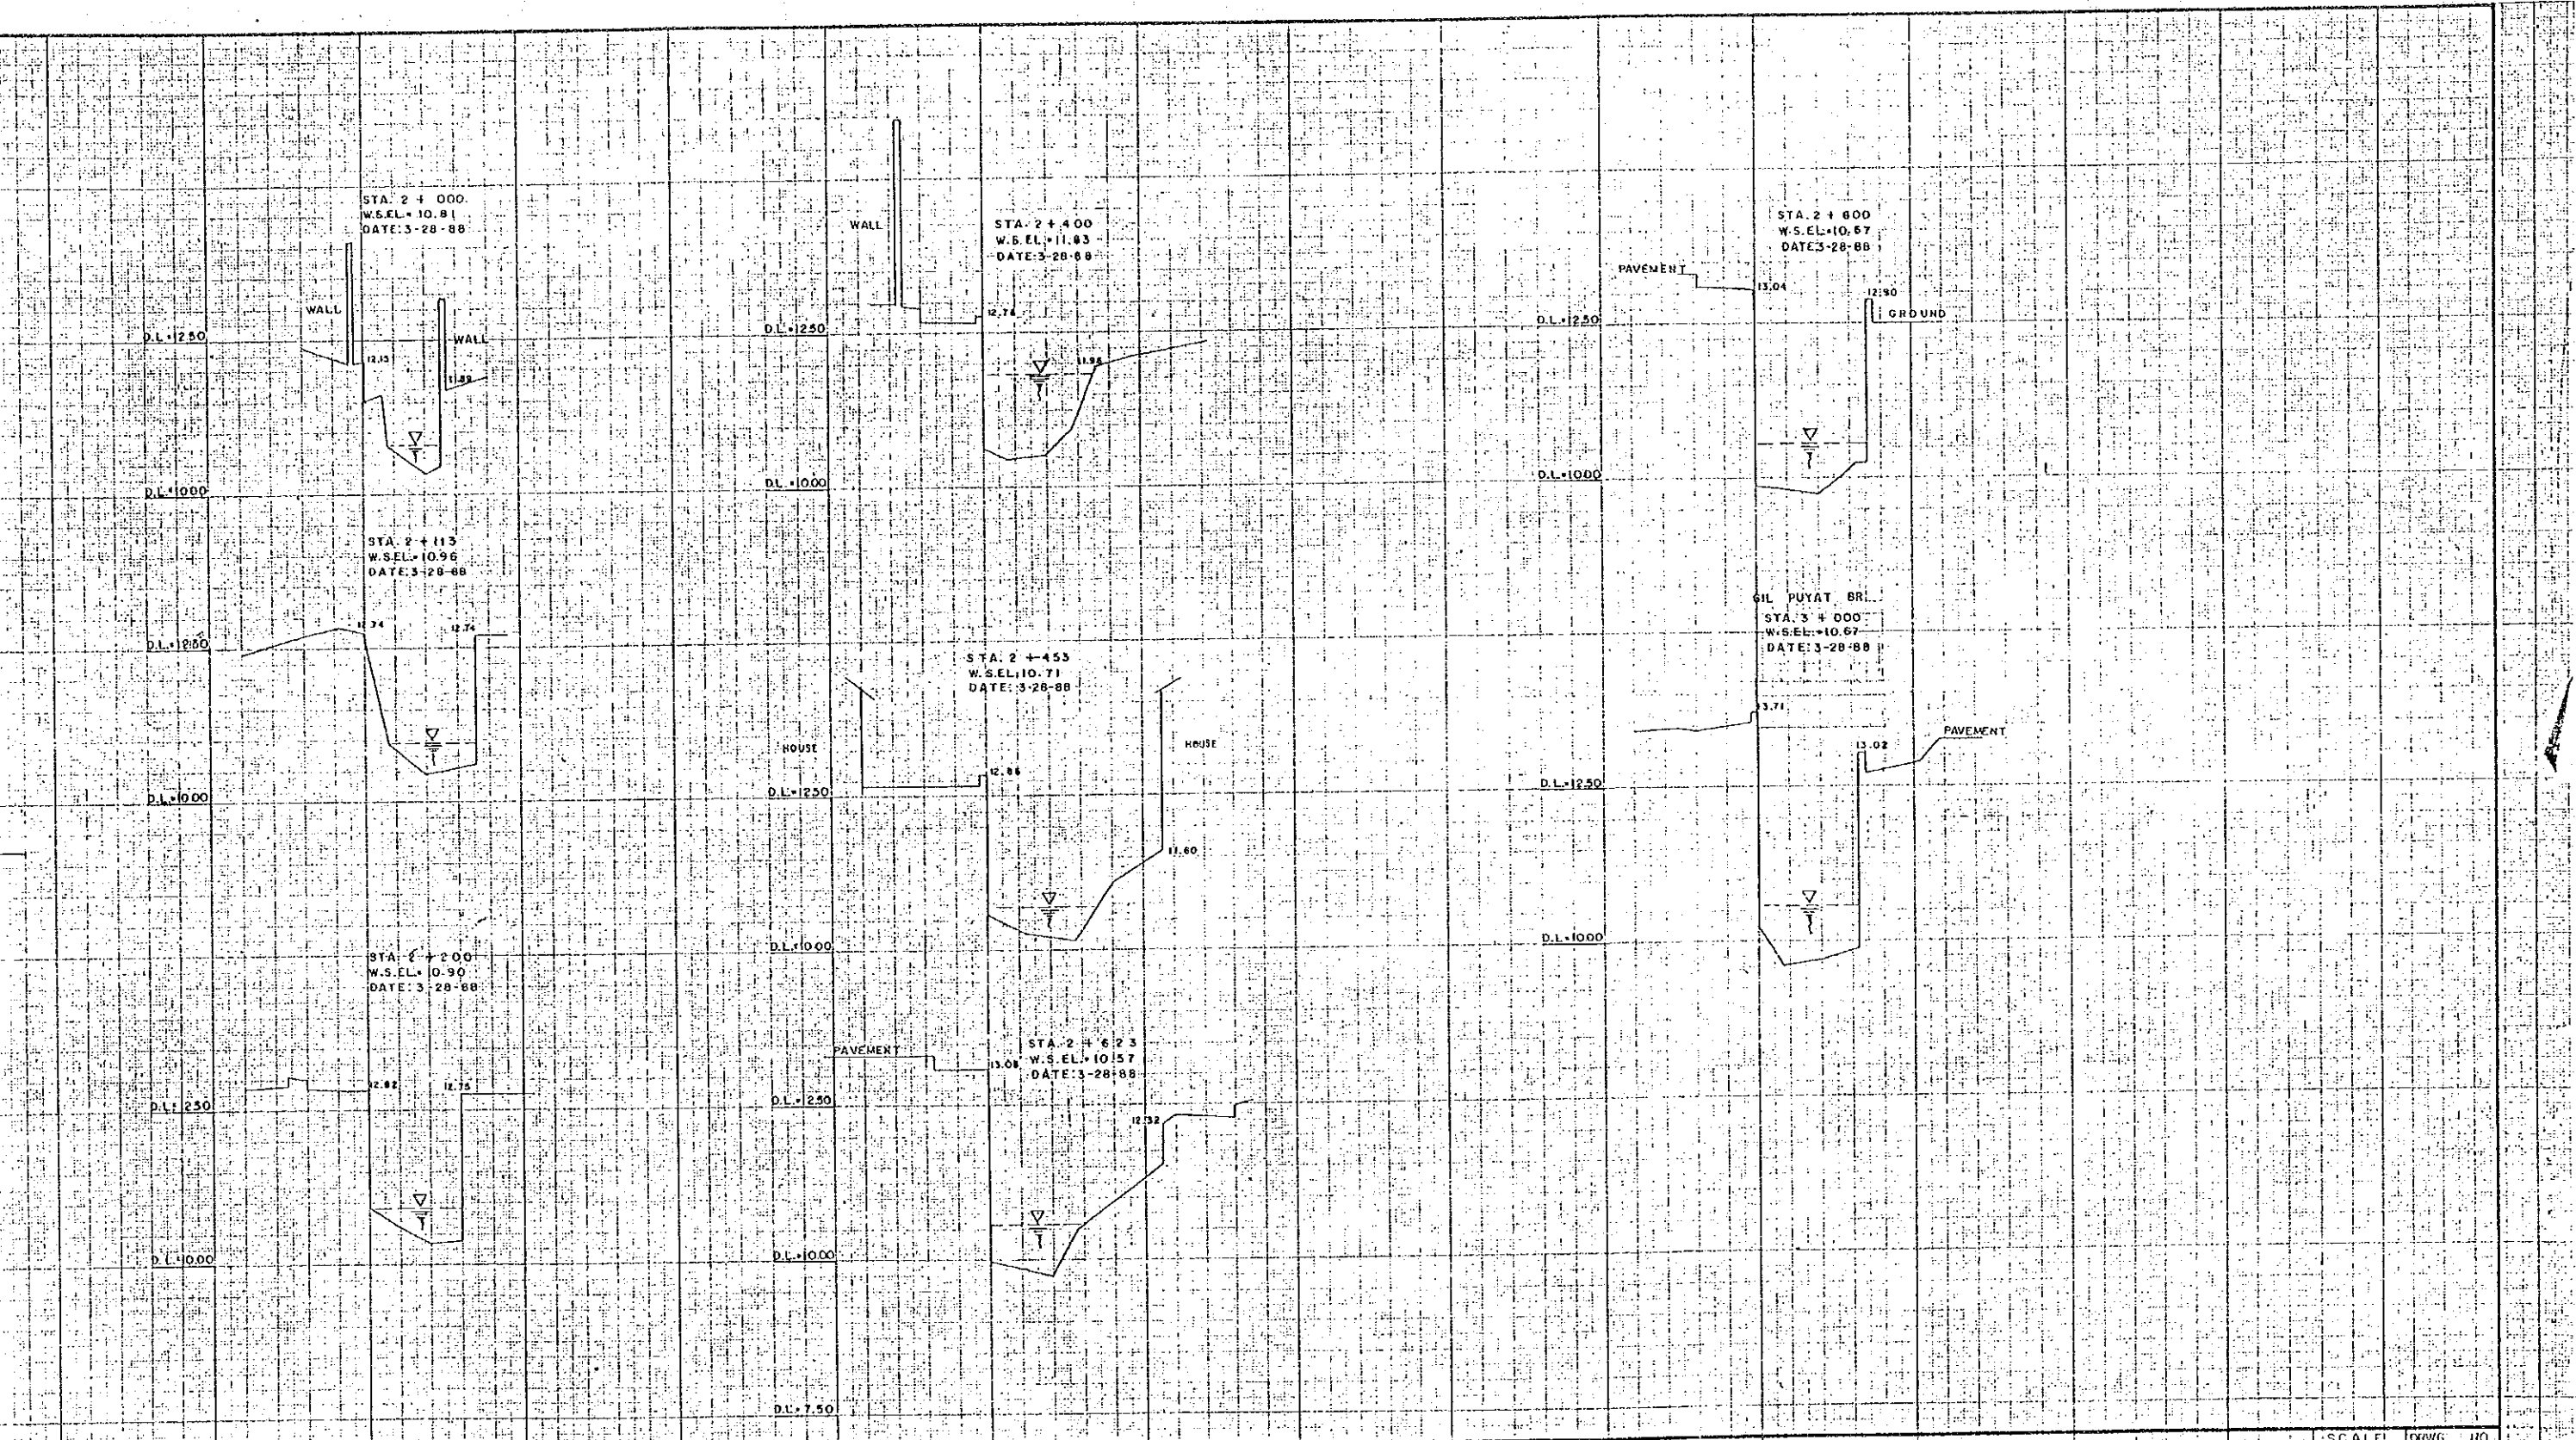 STA. 2 + 000
W.S.EL.= 10.81
DATE: 3-28-88
WALL
WALL
D.L.=12.50
12.13
11.69
D.L.=10.00
STA. 2 + 113
W.S.EL.=10.96
DATE: 3-28-88
12.74
12.74
D.L.=12.50
D.L.=10.00
STA. 2 + 200
W.S.EL.=10.90
DATE: 3-28-88
12.82
12.75
D.L.=12.50
D.L.=10.00
WALL
STA. 2 + 400
W.S.EL.=11.83
DATE: 3-28-88
D.L.=12.50
D.L.=10.00
STA. 2 + 453
W.S.EL. 10.71
DATE: 3-28-88
HOUSE
HOUSE
12.86
D.L.=12.50
11.60
D.L.=10.00
STA. 2 + 623
W.S.EL.=10.57
DATE: 3-28-88
PAVEMENT
13.08
D.L.=12.50
12.32
D.L.=10.00
D.L.=7.50
STA. 2 + 800
W.S.EL.=10.57
DATE 3-28-88
PAVEMENT
13.04
12.90
GROUND
D.L.=12.50
D.L.=10.00
GIL PUYAT BR.
STA. 3 + 000
W.S.EL.=10.67
DATE: 3-28-88
13.71
13.02
PAVEMENT
D.L.=12.50
D.L.=10.00
SCALE
DRWG. NO.